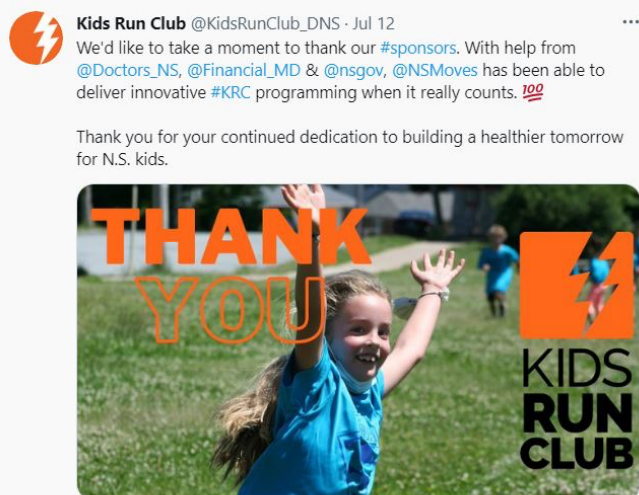 Kids Run Club @KidsRunClub_DNS · Jul 12
We'd like to take a moment to thank our #sponsors. With help from
@Doctors_NS, @Financial_MD & @nsgov, @NSMoves has been able to
deliver innovative #KRC programming when it really counts. 💯
Thank you for your continued dedication to building a healthier tomorrow
for N.S. kids.
THANK
YOU
KIDS
RUN
CLUB